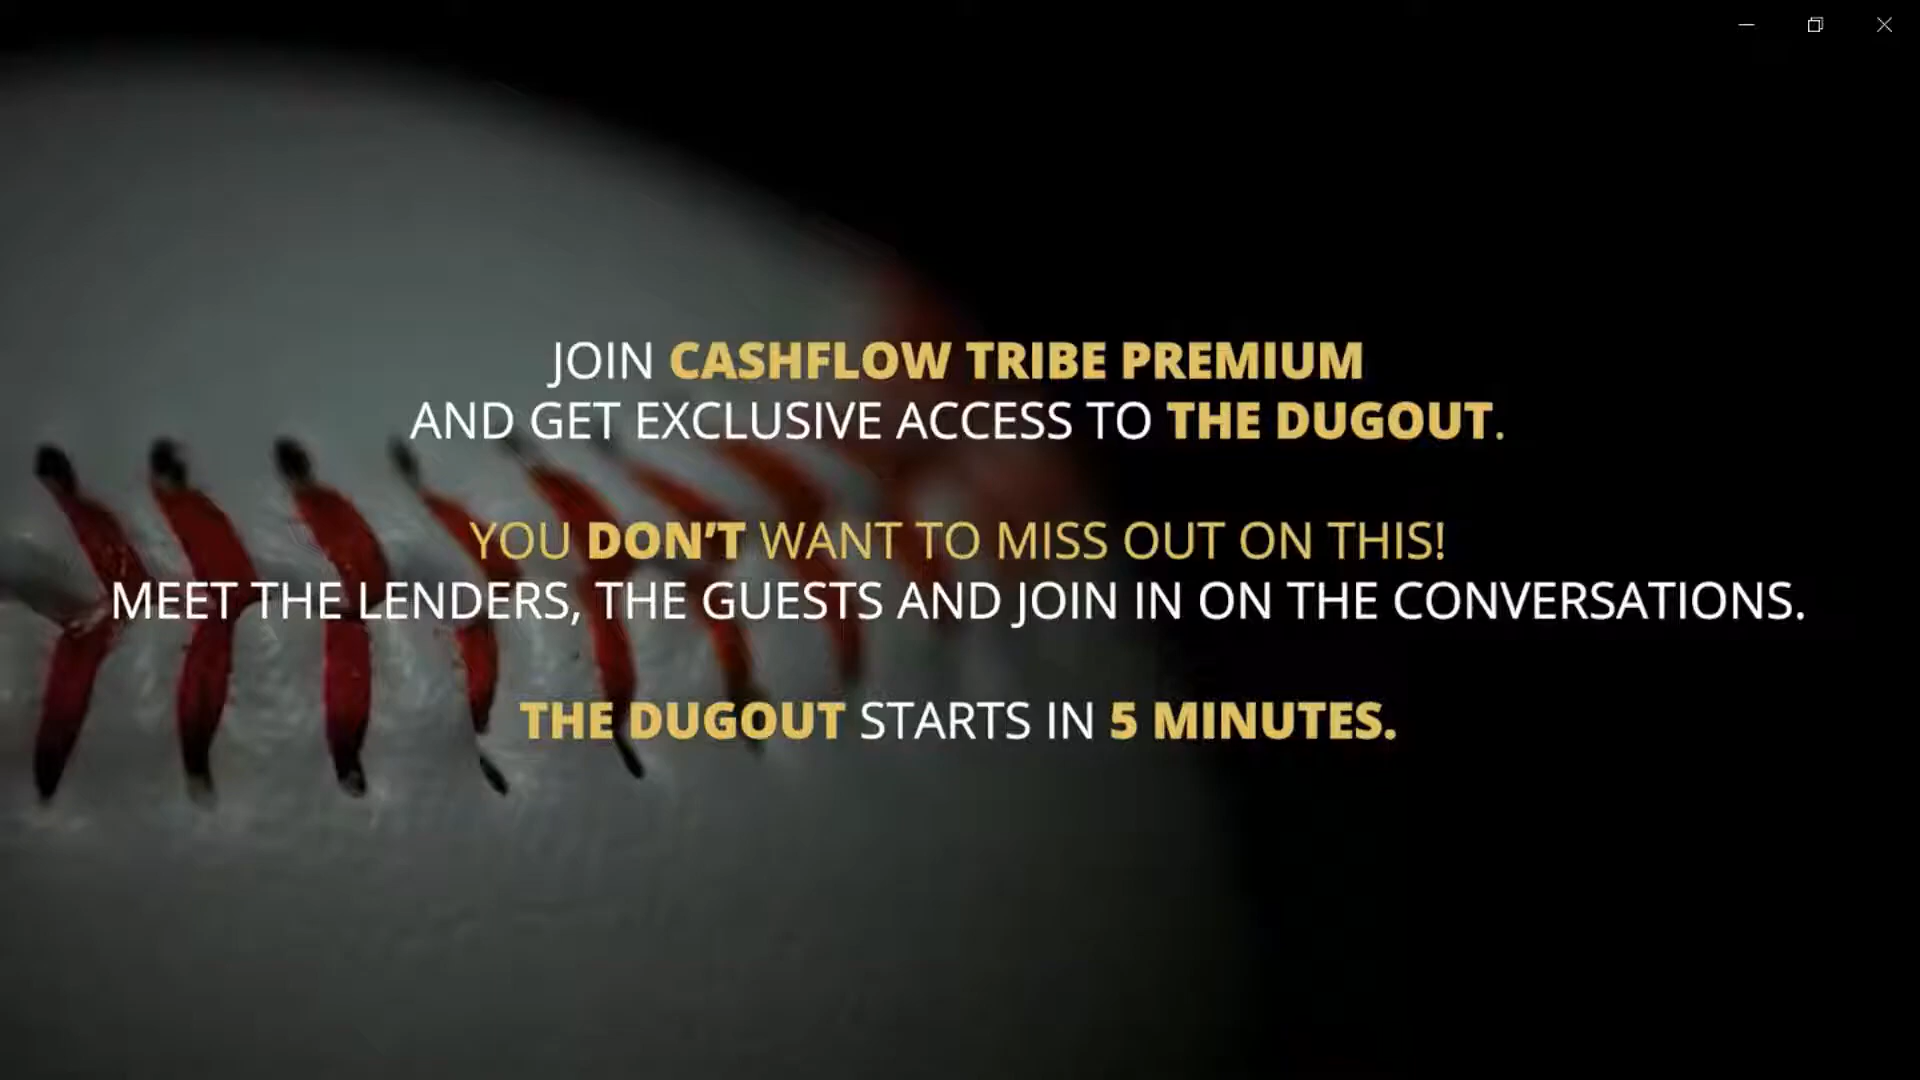 JOIN CASHFLOW TRIBE PREMIUM
AND GET EXCLUSIVE ACCESS TO THE DUGOUT.
YOU DON'T WANT TO MISS OUT ON THIS!
MEET THE LENDERS, THE GUESTS AND JOIN IN ON THE CONVERSATIONS.
THE DUGOUT STARTS IN 5 MINUTES.